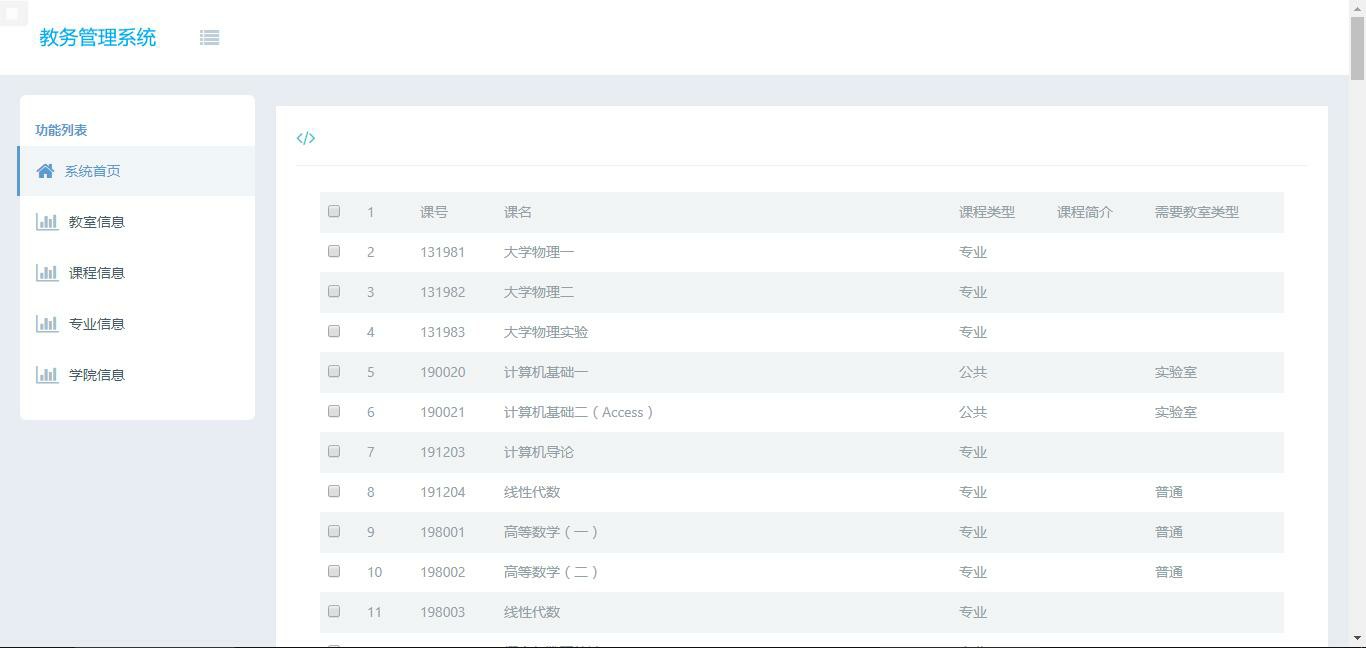 教务管理系统
功能列表
系统首页
教室信息
课程信息
专业信息
学院信息
</>
1 课号 课名 课程类型 课程简介 需要教室类型
2 131981 大学物理一 专业
3 131982 大学物理二 专业
4 131983 大学物理实验 专业
5 190020 计算机基础一 公共 实验室
6 190021 计算机基础二（Access） 公共 实验室
7 191203 计算机导论 专业
8 191204 线性代数 专业 普通
9 198001 高等数学（一） 专业 普通
10 198002 高等数学（二） 专业 普通
11 198003 线性代数 专业